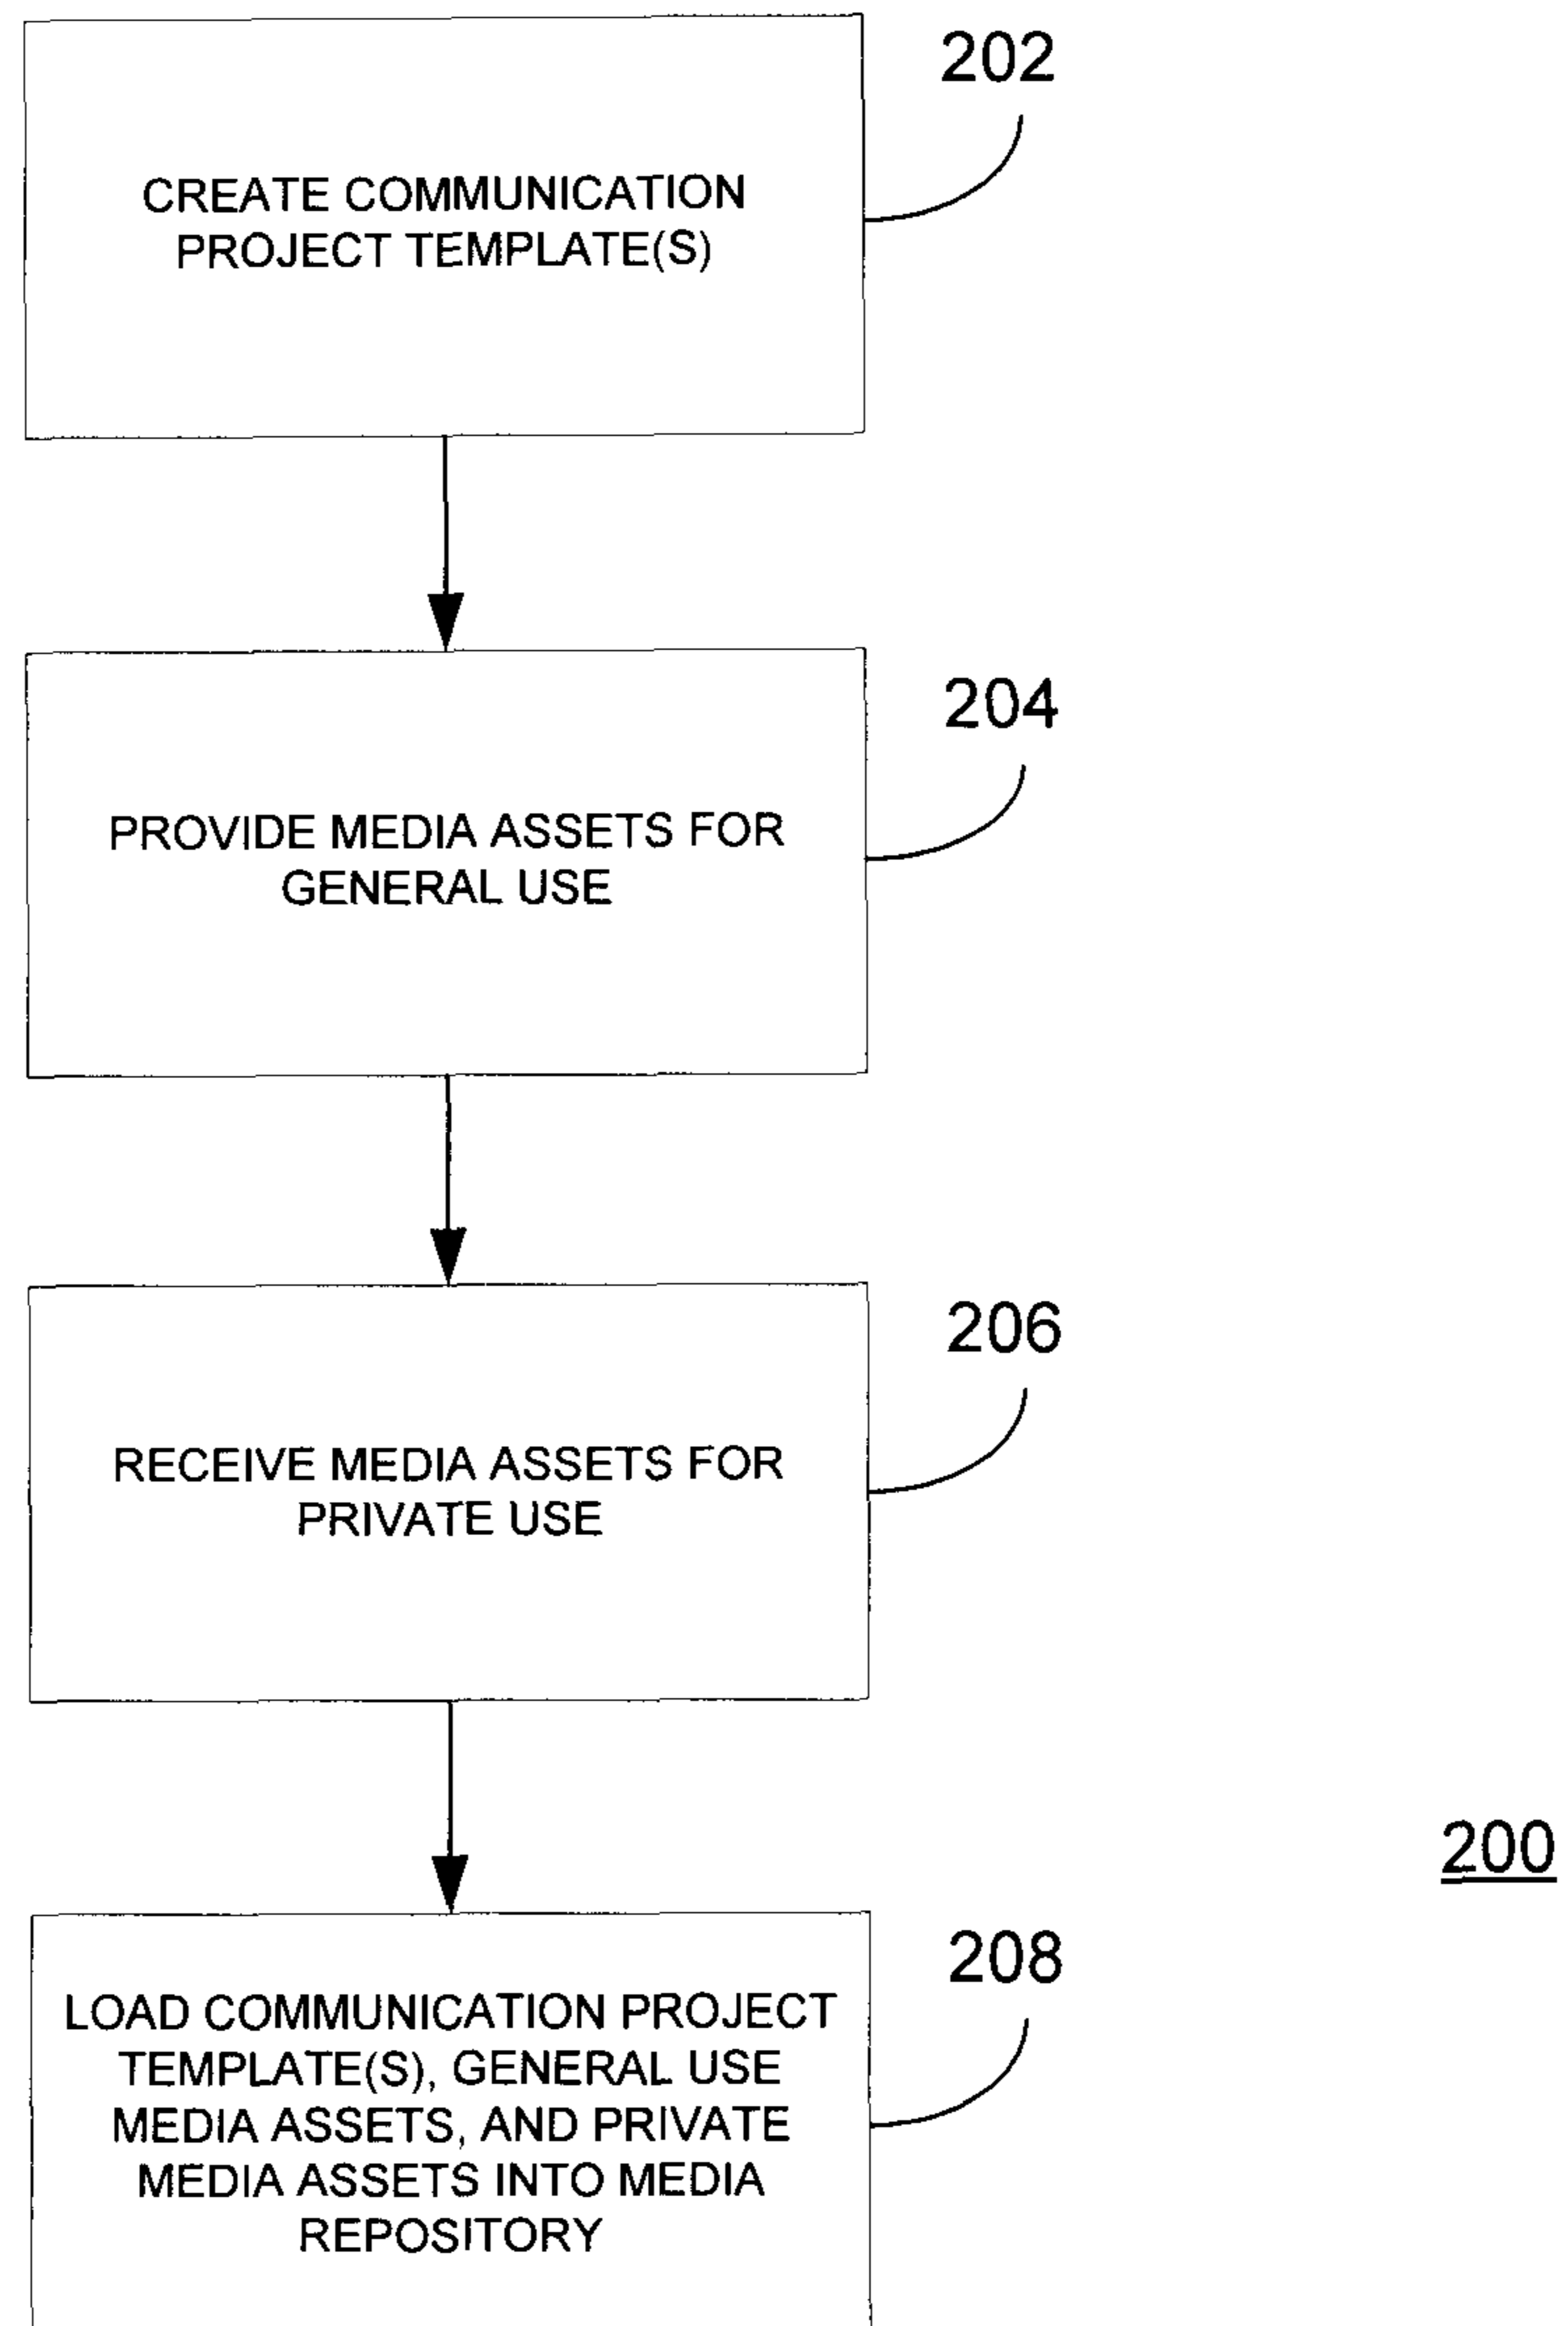 202
CREATE COMMUNICATION
PROJECT TEMPLATE(S)
204
PROVIDE MEDIA ASSETS FOR
GENERAL USE
206
RECEIVE MEDIA ASSETS FOR
PRIVATE USE
200
208
LOAD COMMUNICATION PROJECT
TEMPLATE(S), GENERAL USE
MEDIA ASSETS, AND PRIVATE
MEDIA ASSETS INTO MEDIA
REPOSITORY